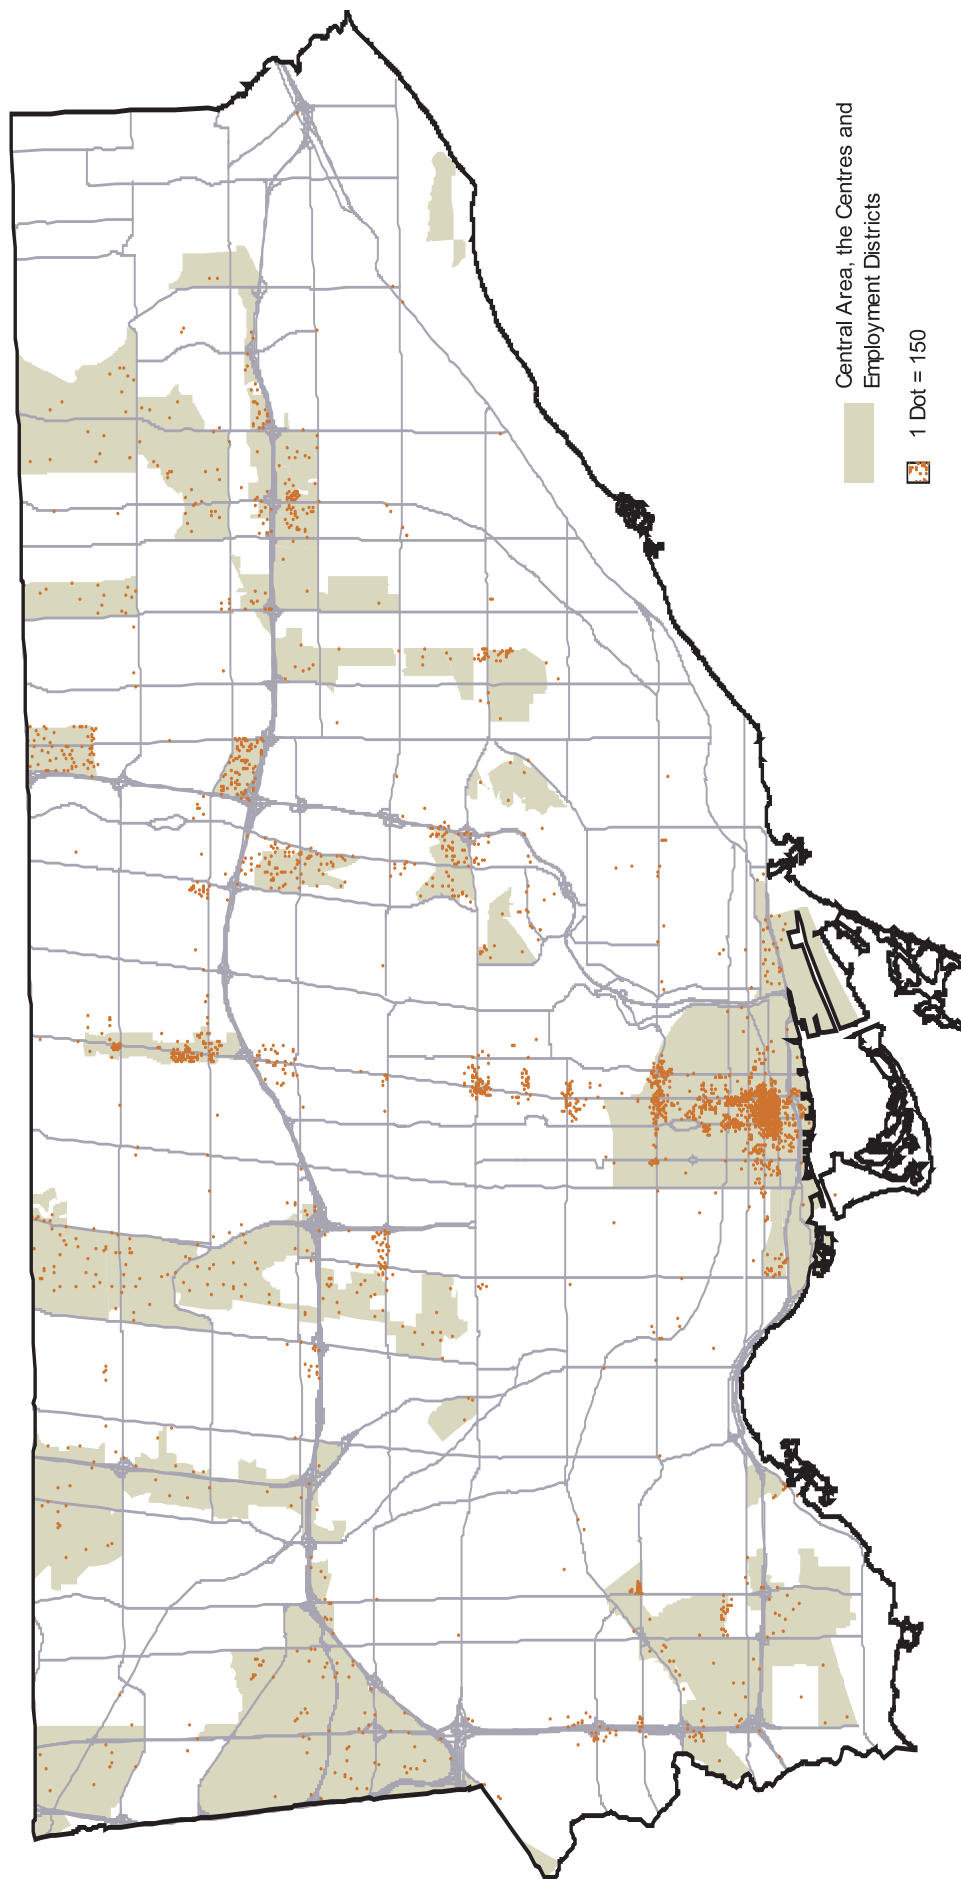 Central Area, the Centres and
Employment Districts
1 Dot = 150